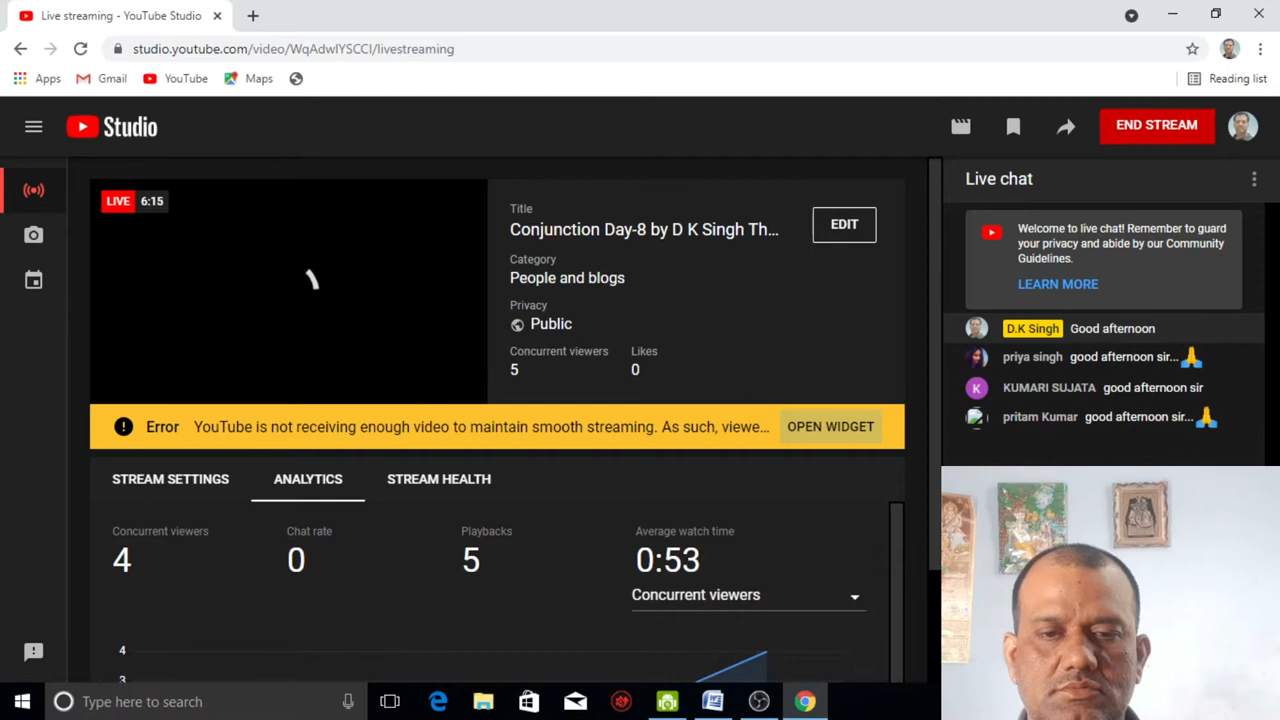 Live streaming - YouTube Studio
studio.youtube.com/video/WqAdwIYSCCI/livestreaming
Apps
Gmail
YouTube
Maps
Reading list
Studio
END STREAM
LIVE 6:15
Title
Conjunction Day-8 by D K Singh Th...
EDIT
Category
People and blogs
Privacy
Public
Concurrent viewers
Likes
5
0
Error YouTube is not receiving enough video to maintain smooth streaming. As such, viewe... OPEN WIDGET
STREAM SETTINGS
ANALYTICS
STREAM HEALTH
Concurrent viewers
Chat rate
Playbacks
Average watch time
4
0
5
0:53
Concurrent viewers
4
3
Live chat
Welcome to live chat! Remember to guard
your privacy and abide by our Community
Guidelines.
LEARN MORE
D.K Singh Good afternoon
priya singh good afternoon sir...🙏
KUMARI SUJATA good afternoon sir
pritam Kumar good afternoon sir...🙏
Type here to search